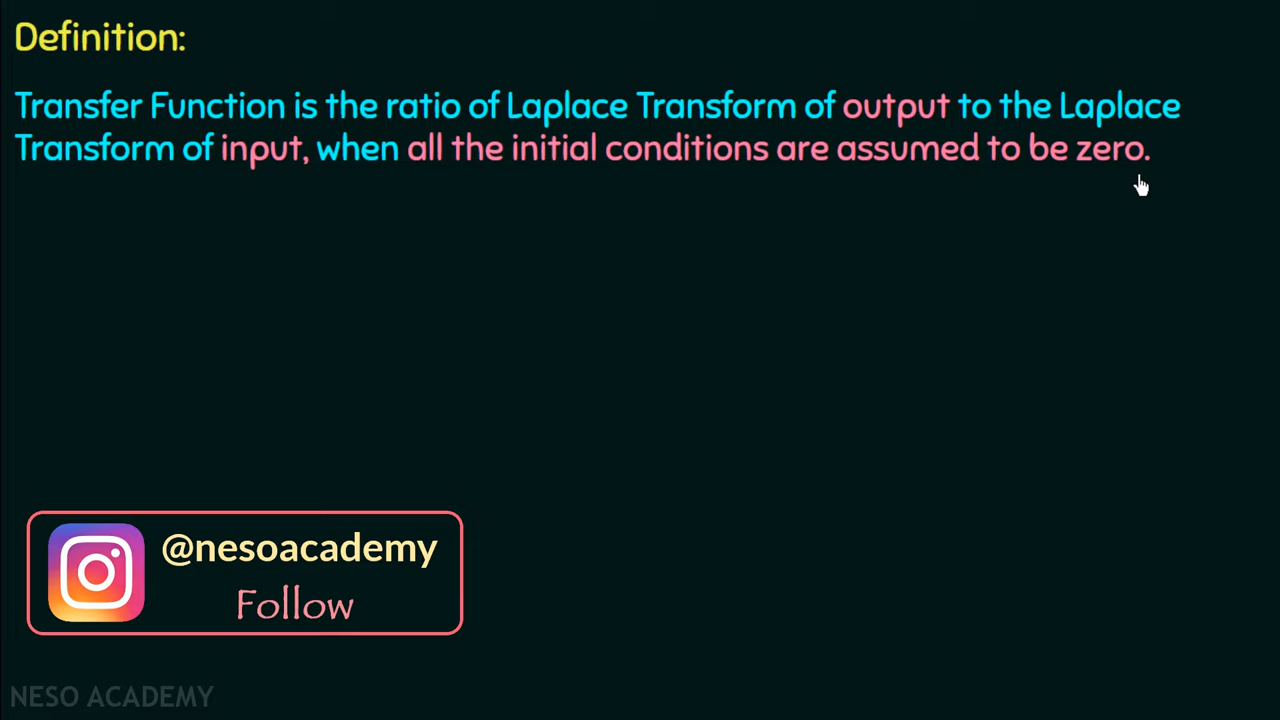 Definition:
Transfer Function is the ratio of Laplace Transform of output to the Laplace
Transform of input, when all the initial conditions are assumed to be zero.
@nesoacademy
Follow
NESO ACADEMY